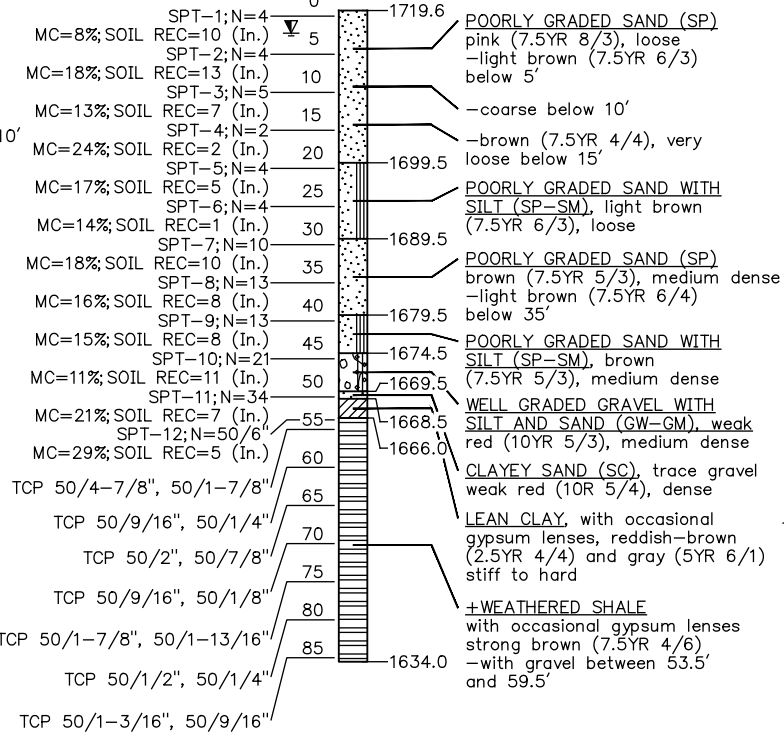 0
SPT-1; N=4
1719.6
MC=8%; SOIL REC=10 (In.)
5
SPT-2; N=4
MC=18%; SOIL REC=13 (In.)
10
SPT-3; N=5
MC=13%; SOIL REC=7 (In.)
15
SPT-4; N=2
10'
MC=24%; SOIL REC=2 (In.)
20
SPT-5; N=4
1699.5
MC=17%; SOIL REC=5 (In.)
25
SPT-6; N=4
MC=14%; SOIL REC=1 (In.)
30
SPT-7; N=10
1689.5
MC=18%; SOIL REC=10 (In.)
35
SPT-8; N=13
MC=16%; SOIL REC=8 (In.)
40
SPT-9; N=13
1679.5
MC=15%; SOIL REC=8 (In.)
45
SPT-10; N=21
1674.5
MC=11%; SOIL REC=11 (In.)
50
1669.5
SPT-11; N=34
MC=21%; SOIL REC=7 (In.)
55
1668.5
SPT-12; N=50/6"
MC=29%; SOIL REC=5 (In.)
1666.0
60
TCP 50/4-7/8", 50/1-7/8"
65
TCP 50/9/16", 50/1/4"
70
TCP 50/2", 50/7/8"
75
TCP 50/9/16", 50/1/8"
80
TCP 50/1-7/8", 50/1-13/16"
85
1634.0
TCP 50/1/2", 50/1/4"
TCP 50/1-3/16", 50/9/16"
POORLY GRADED SAND (SP)
pink (7.5YR 8/3), loose
-light brown (7.5YR 6/3)
below 5'
-coarse below 10'
-brown (7.5YR 4/4), very
loose below 15'
POORLY GRADED SAND WITH
SILT (SP-SM), light brown
(7.5YR 6/3), loose
POORLY GRADED SAND (SP)
brown (7.5YR 5/3), medium dense
-light brown (7.5YR 6/4)
below 35'
POORLY GRADED SAND WITH
SILT (SP-SM), brown
(7.5YR 5/3), medium dense
WELL GRADED GRAVEL WITH
SILT AND SAND (GW-GM), weak
red (10YR 5/3), medium dense
CLAYEY SAND (SC), trace gravel
weak red (10R 5/4), dense
LEAN CLAY, with occasional
gypsum lenses, reddish-brown
(2.5YR 4/4) and gray (5YR 6/1)
stiff to hard
+WEATHERED SHALE
with occasional gypsum lenses
strong brown (7.5YR 4/6)
-with gravel between 53.5'
and 59.5'